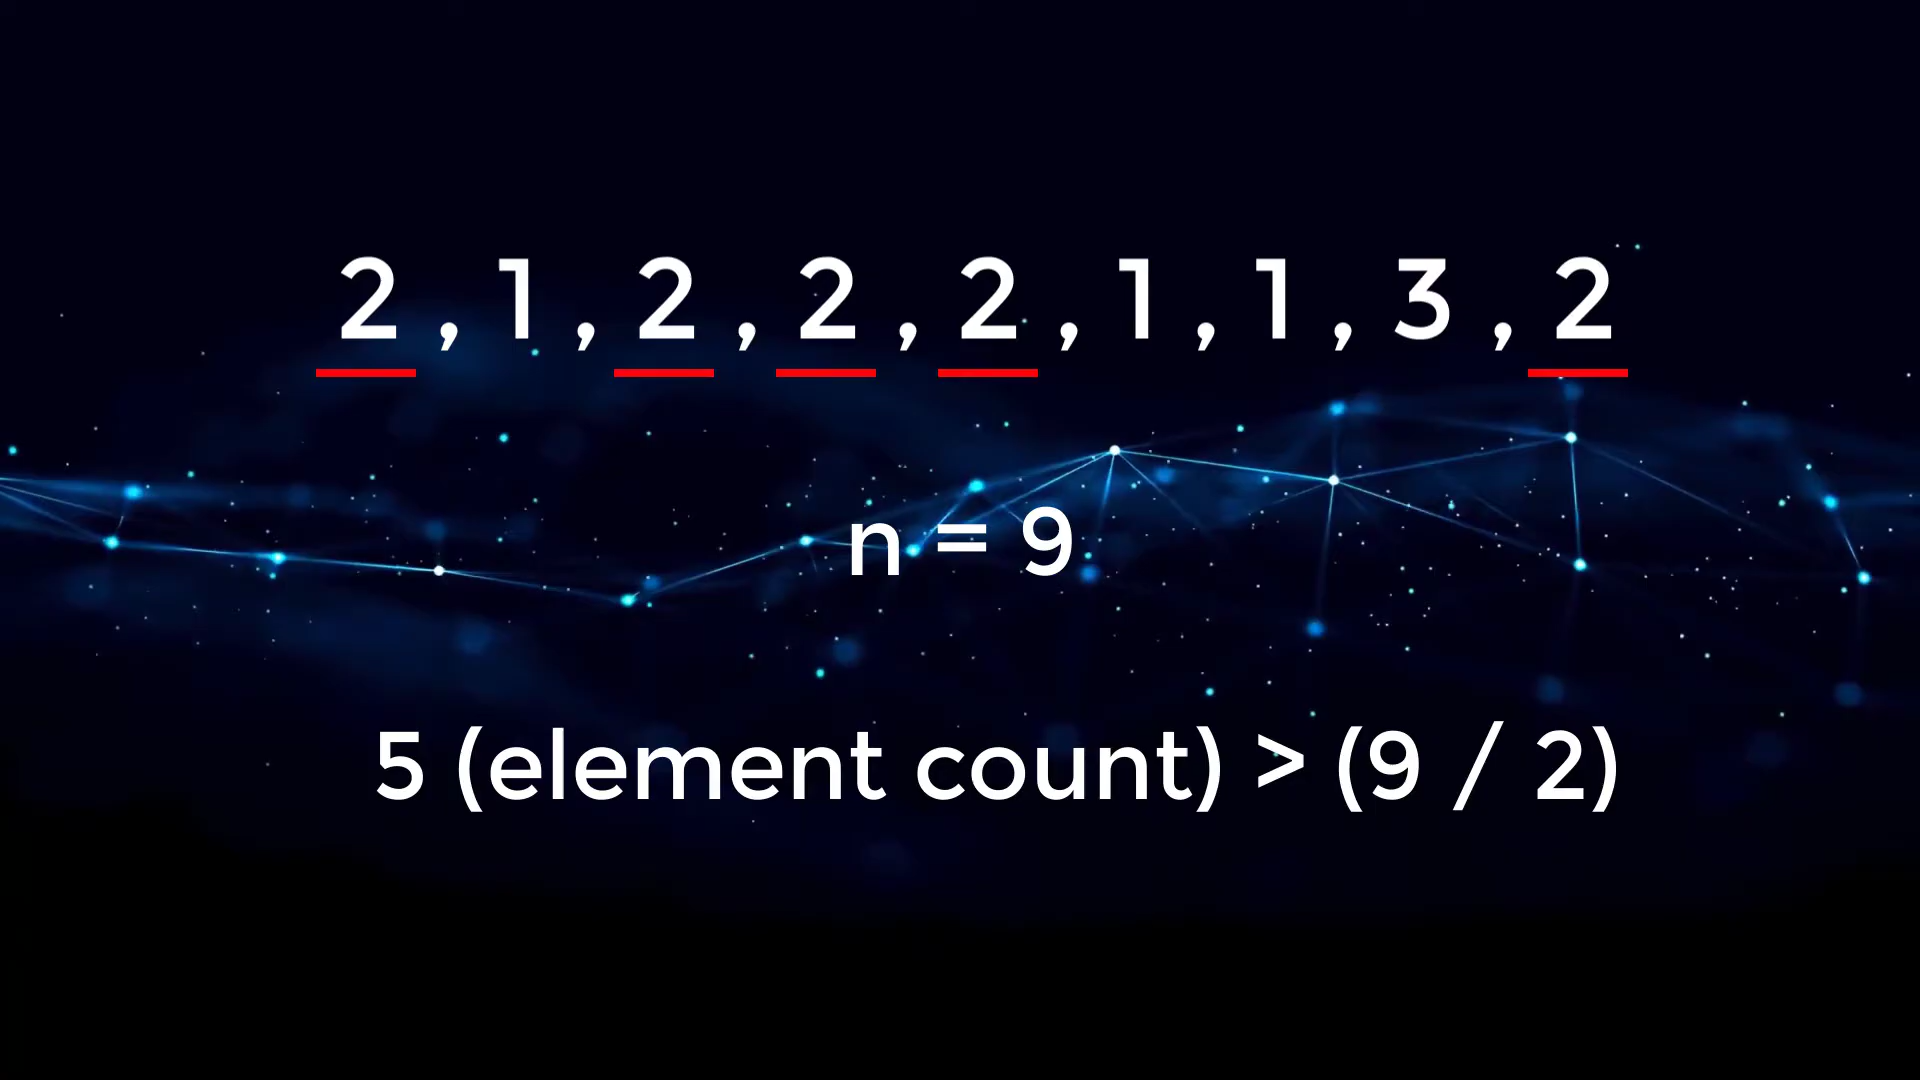 2 , 1 , 2 , 2 , 2 , 1 , 1 , 3 , 2
n = 9
5 (element count) > (9 / 2)